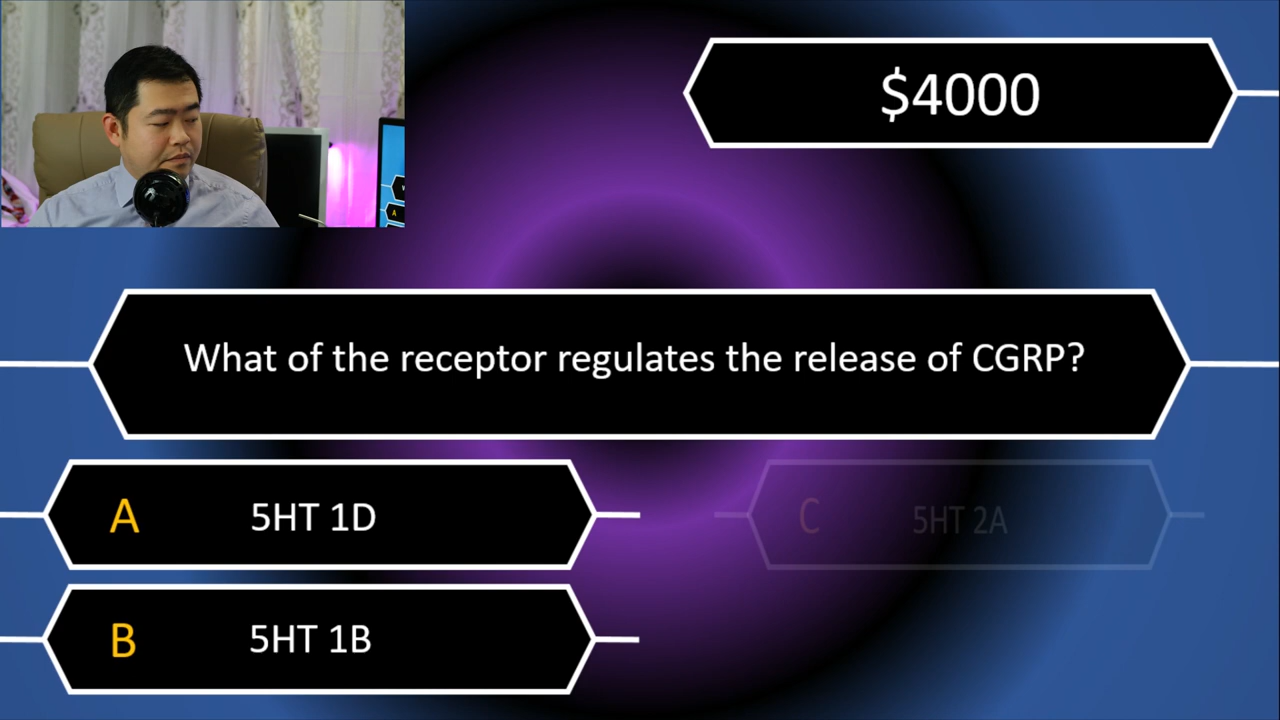 $4000
What of the receptor regulates the release of CGRP?
A 5HT 1D
C 5HT 2A
B 5HT 1B